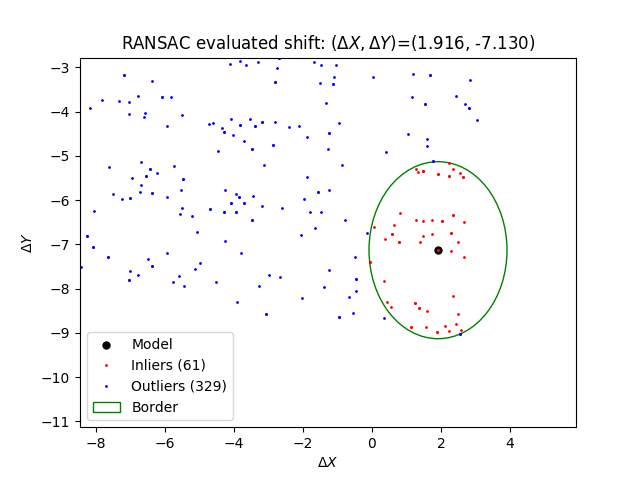 RANSAC evaluated shift: (ΔX, ΔY)=(1.916, -7.130)
−3
−4
−5
−6
−7
−8
−9
−10
−11
ΔY
Model
Inliers (61)
Outliers (329)
Border
−8 −6 −4 −2 0 2 4
ΔX